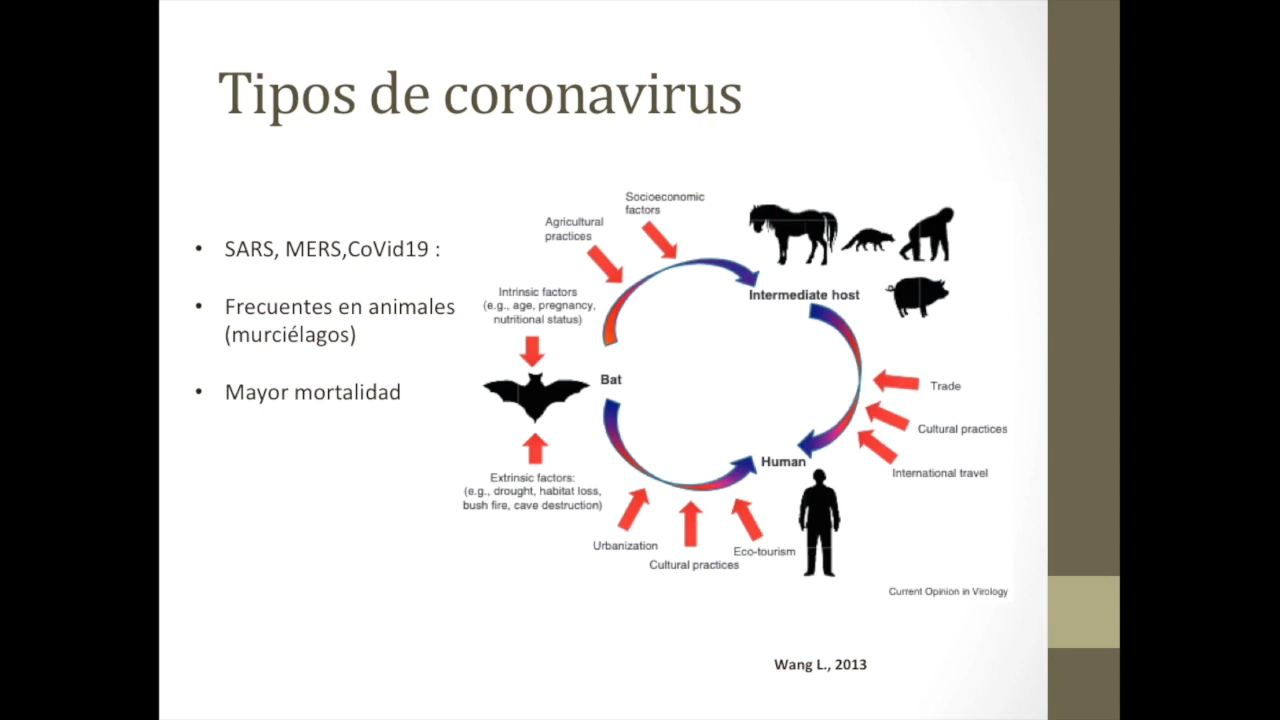 Tipos de coronavirus
• SARS, MERS,CoVid19 :
• Frecuentes en animales
(murciélagos)
• Mayor mortalidad
Socioeconomic
factors
Agricultural
practices
Intrinsic factors
(e.g., age, pregnancy,
nutritional status)
Intermediate host
Bat
Trade
Cultural practices
International travel
Human
Extrinsic factors:
(e.g., drought, habitat loss,
bush fire, cave destruction)
Urbanization
Cultural practices
Eco-tourism
Current Opinion in Virology
Wang L., 2013